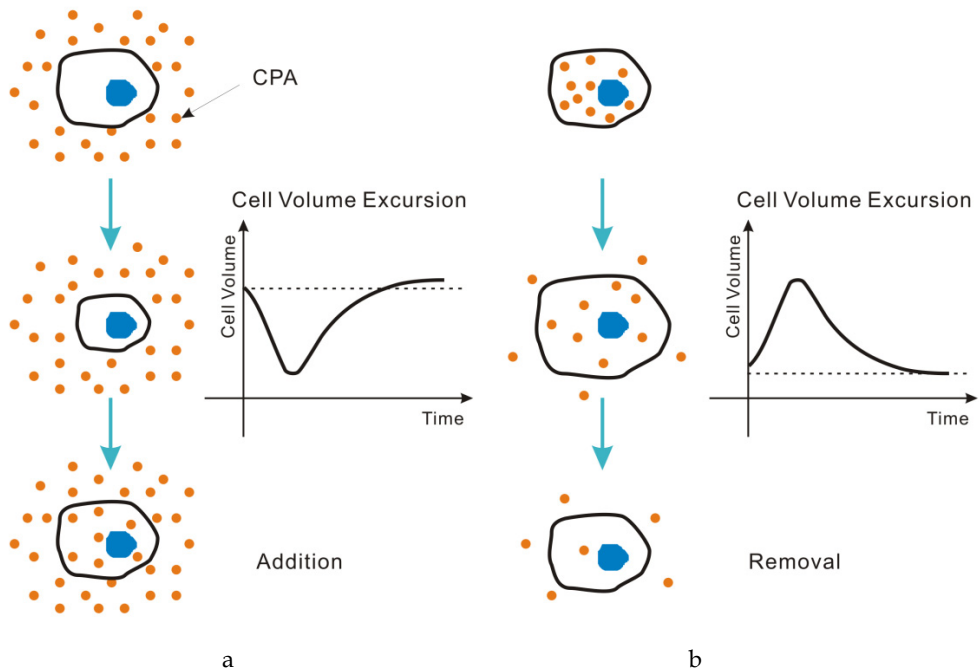 CPA
Cell Volume Excursion
Cell Volume
Time
Addition
a
Cell Volume Excursion
Cell Volume
Time
Removal
b